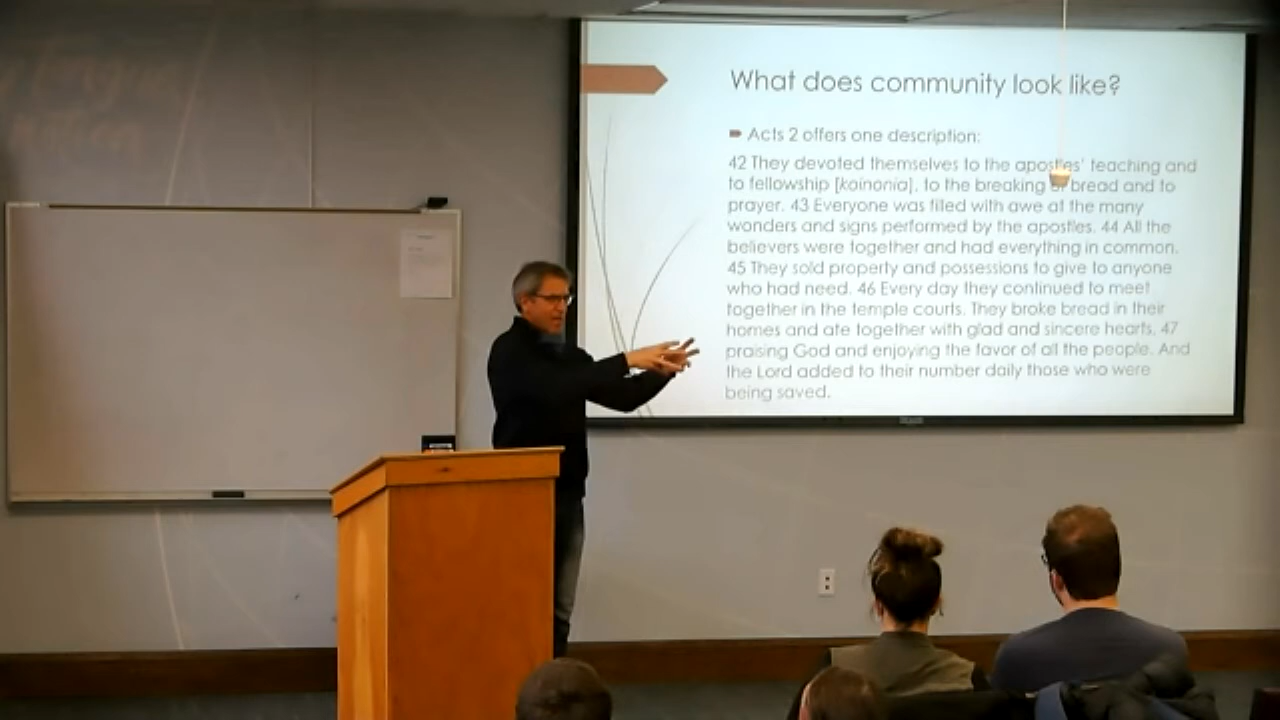 What does community look like?
Acts 2 offers one description:
42 They devoted themselves to the apostles' teaching and
to fellowship [koinonia], to the breaking of bread and to
prayer. 43 Everyone was filled with awe at the many
wonders and signs performed by the apostles. 44 All the
believers were together and had everything in common.
45 They sold property and possessions to give to anyone
who had need. 46 Every day they continued to meet
together in the temple courts. They broke bread in their
homes and ate together with glad and sincere hearts, 47
praising God and enjoying the favor of all the people. And
the Lord added to their number daily those who were
being saved.